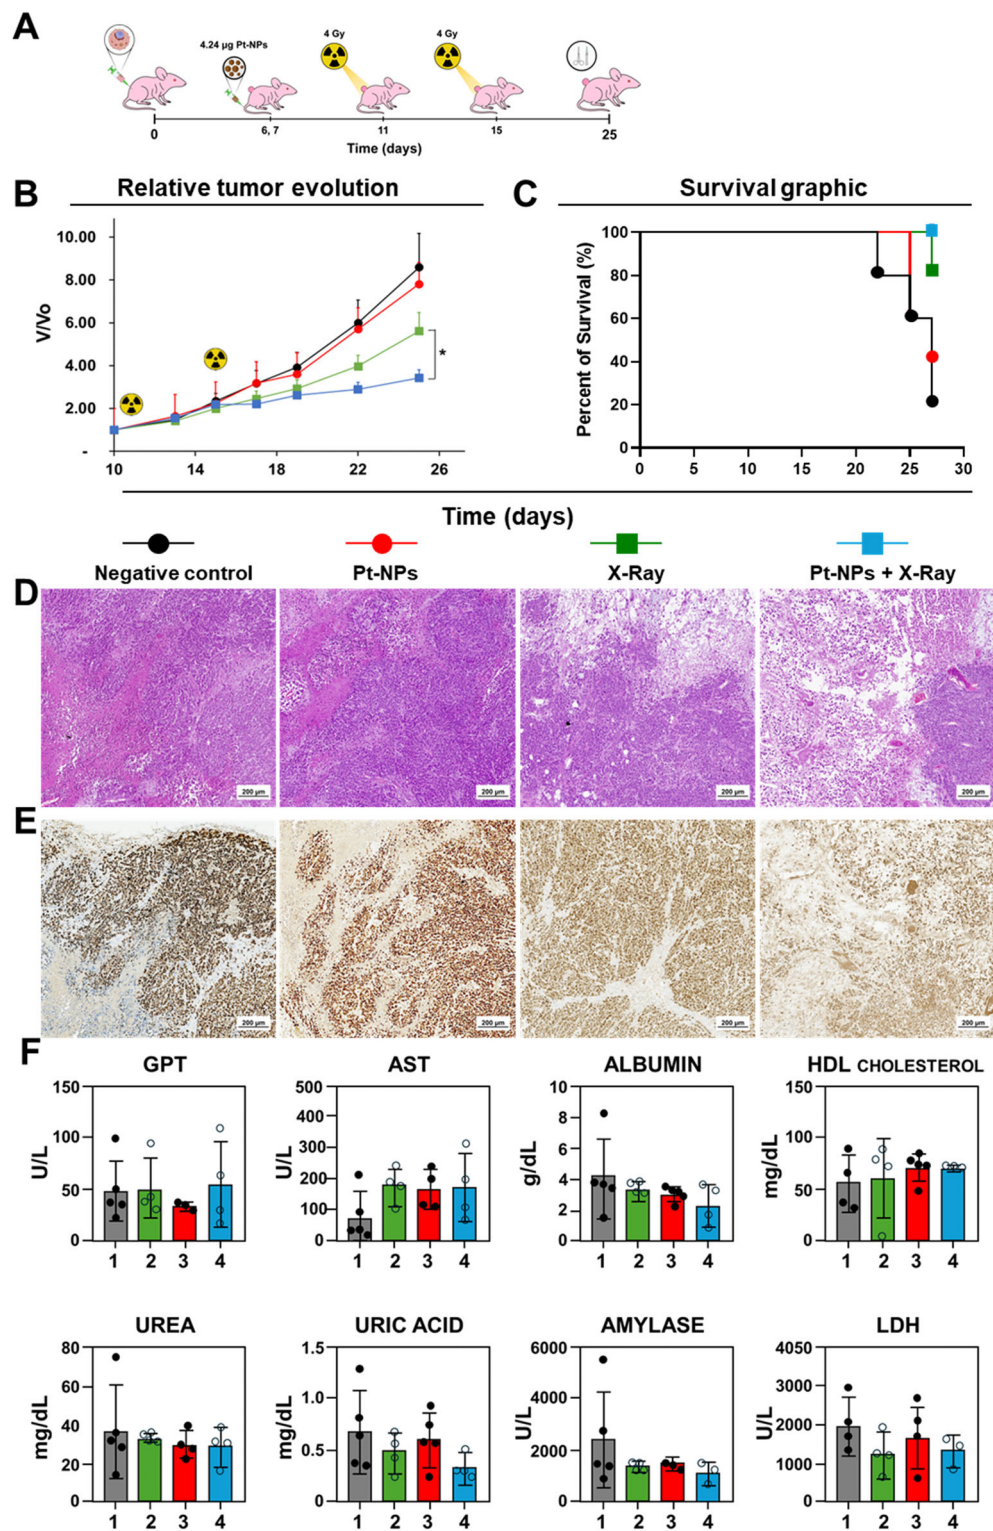 A
4.24 µg Pt-NPs
4 Gy
4 Gy
0
6, 7
11
15
25
Time (days)
B
Relative tumor evolution
C
Survival graphic
V/Vo
10.00
8.00
6.00
4.00
2.00
-
10
14
18
22
26
*
Percent of Survival (%)
100
80
60
40
20
0
0
5
10
15
20
25
30
Time (days)
Negative control
Pt-NPs
X-Ray
Pt-NPs + X-Ray
D
200 µm
200 µm
200 µm
200 µm
E
200 µm
200 µm
200 µm
200 µm
F
GPT
U/L
150
100
50
0
1 2 3 4
AST
U/L
500
400
300
200
100
0
1 2 3 4
ALBUMIN
g/dL
10
8
6
4
2
0
1 2 3 4
HDL CHOLESTEROL
mg/dL
150
100
50
0
1 2 3 4
UREA
mg/dL
80
60
40
20
0
1 2 3 4
URIC ACID
mg/dL
1.5
1.0
0.5
0
1 2 3 4
AMYLASE
U/L
6000
4000
2000
0
1 2 3 4
LDH
U/L
4050
3000
2000
1000
0
1 2 3 4